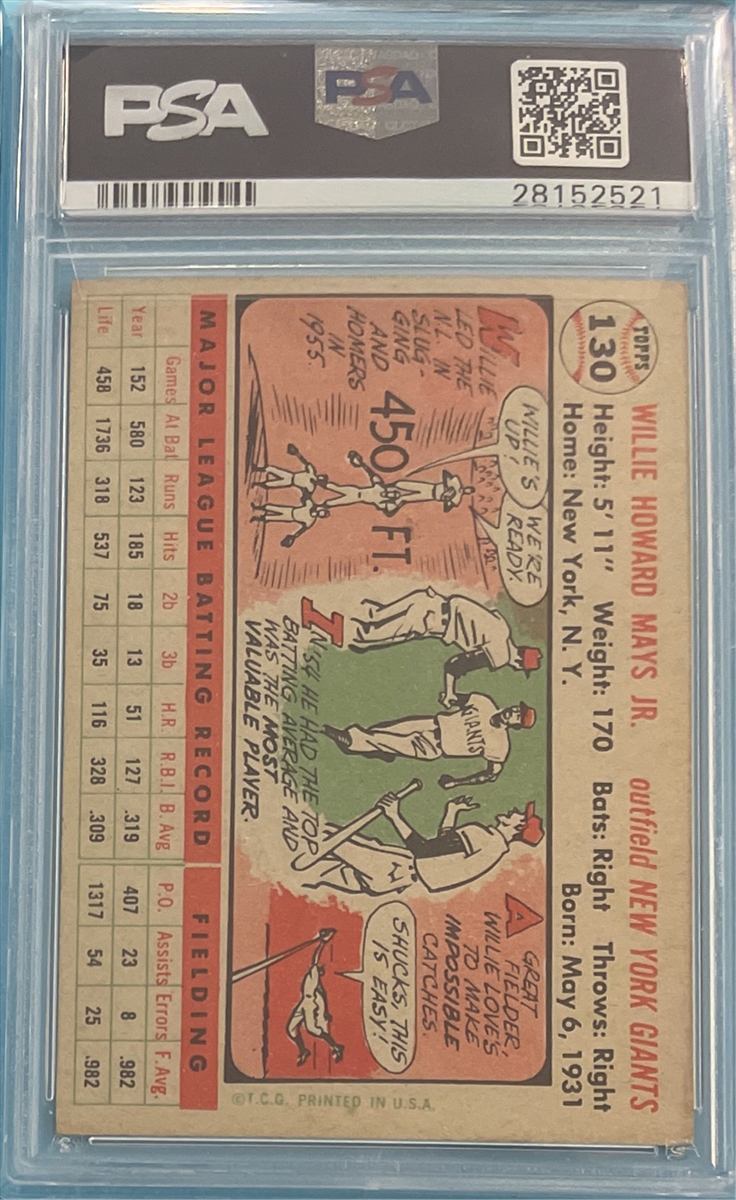 PSA
PSA
28152521
TOPPS
130
WILLIE HOWARD MAYS JR. outfield NEW YORK GIANTS
Height: 5' 11" Weight: 170 Bats: Right Throws: Right
Home: New York, N. Y. Born: May 6, 1931
WILLIE
LED THE
N.L. IN
SLUG-
GING
AND
HOMERS
IN
1955.
WILLIE'S
UP!
WE'RE
READY.
450 FT.
IN '54 HE HAD THE TOP
BATTING AVERAGE AND
WAS THE MOST
VALUABLE PLAYER.
GIANTS
A GREAT
FIELDER,
WILLIE LOVE'S
TO MAKE
IMPOSSIBLE
CATCHES.
SHUCKS, THIS
IS EASY!
MAJOR LEAGUE BATTING RECORD FIELDING
Games At Bat Runs Hits 2b 3b H.R. R.B.I. B. Avg P.O. Assists Errors F. Avg.
Year 152 580 123 185 18 13 51 127 .319 407 23 8 .982
Life 458 1736 318 537 75 35 116 328 .309 1317 54 25 .982
©T.C.G. PRINTED IN U.S.A.